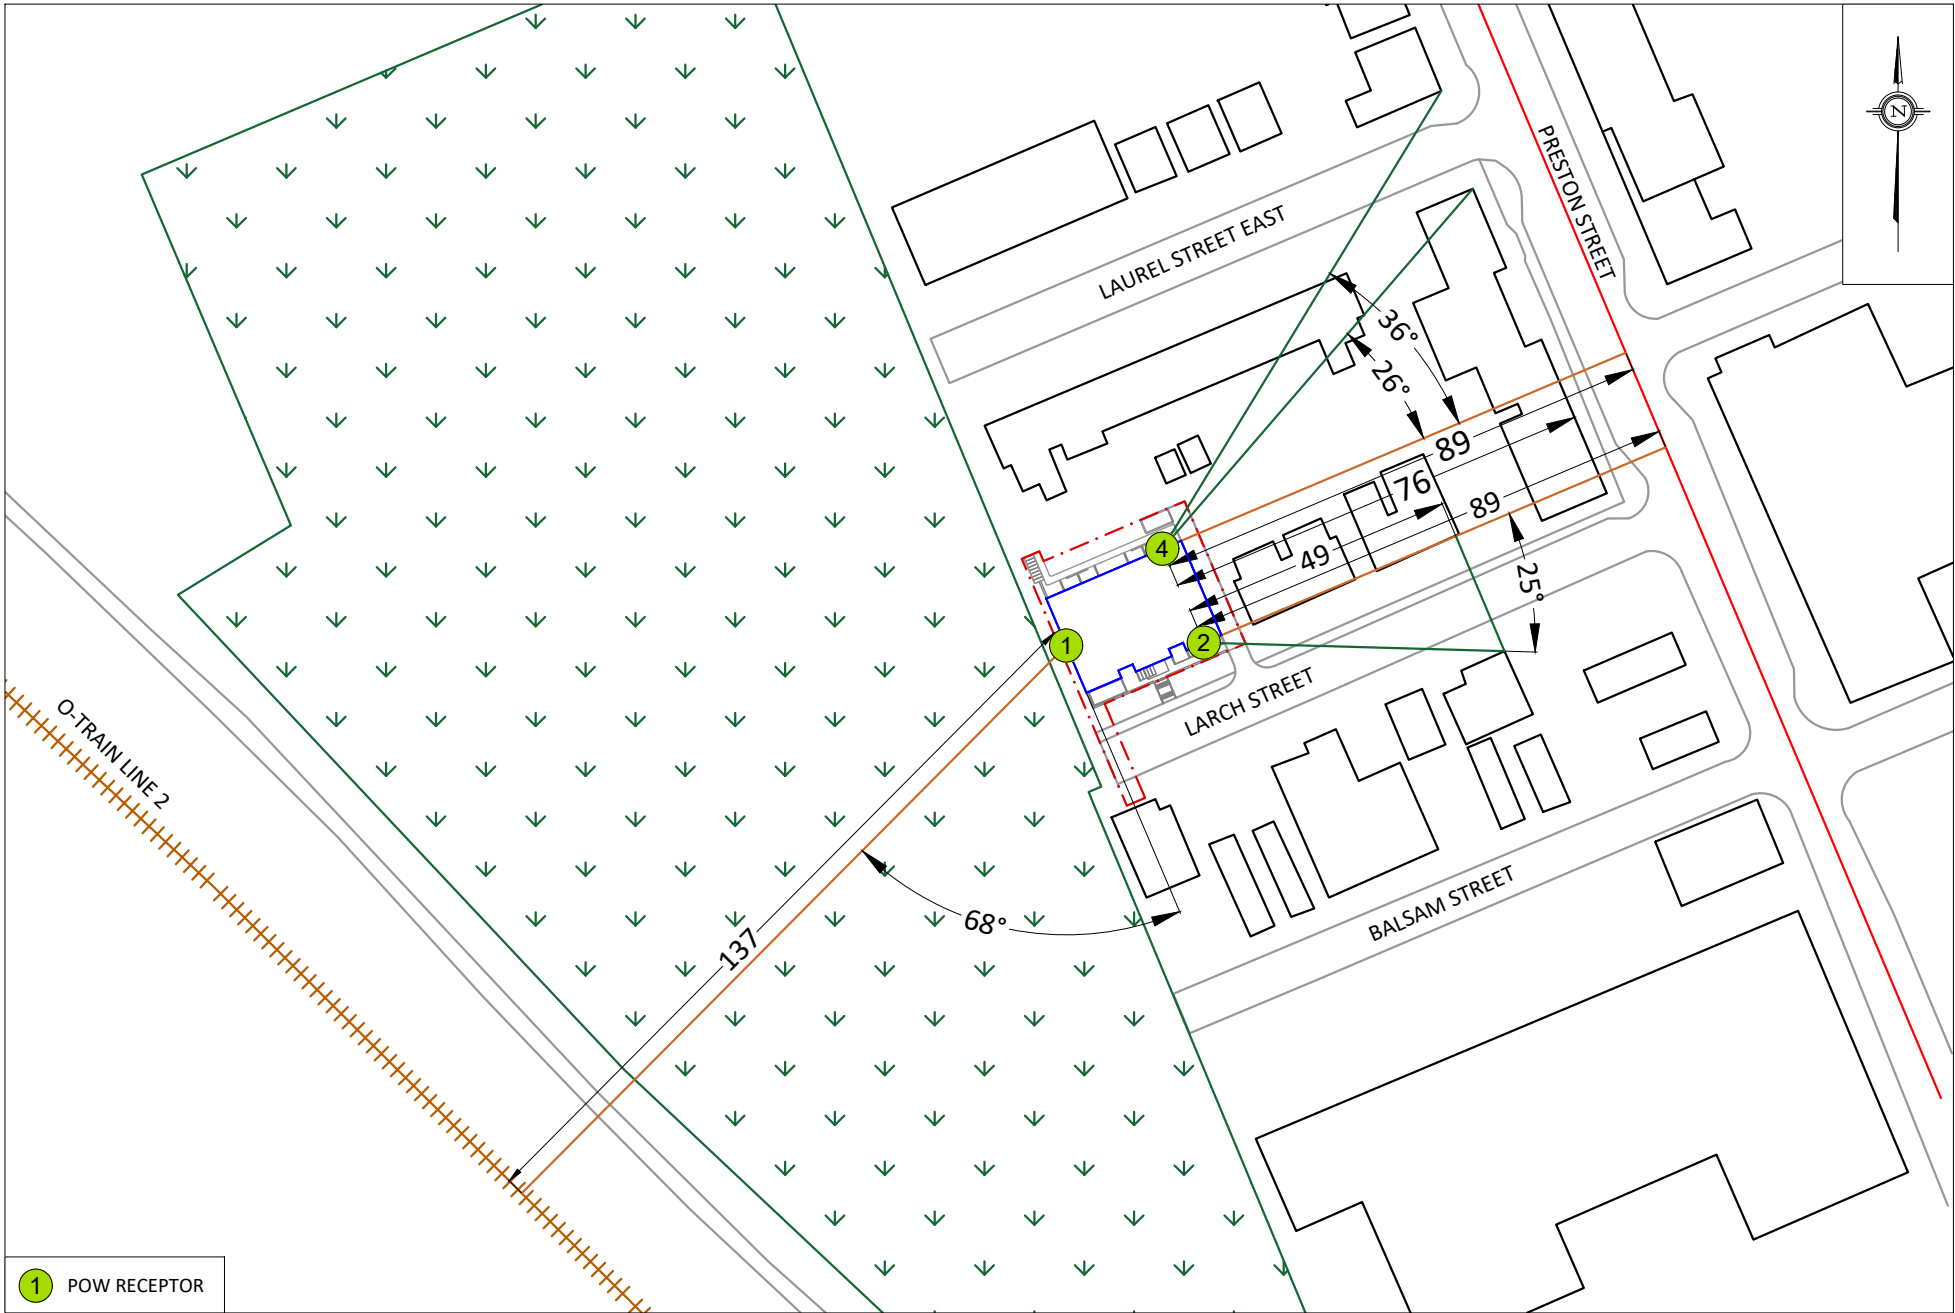 N
PRESTON STREET
LAUREL STREET EAST
36°
26°
89
76
89
49
25°
4
1
2
LARCH STREET
O-TRAIN LINE 2
137
68°
BALSAM STREET
1 POW RECEPTOR